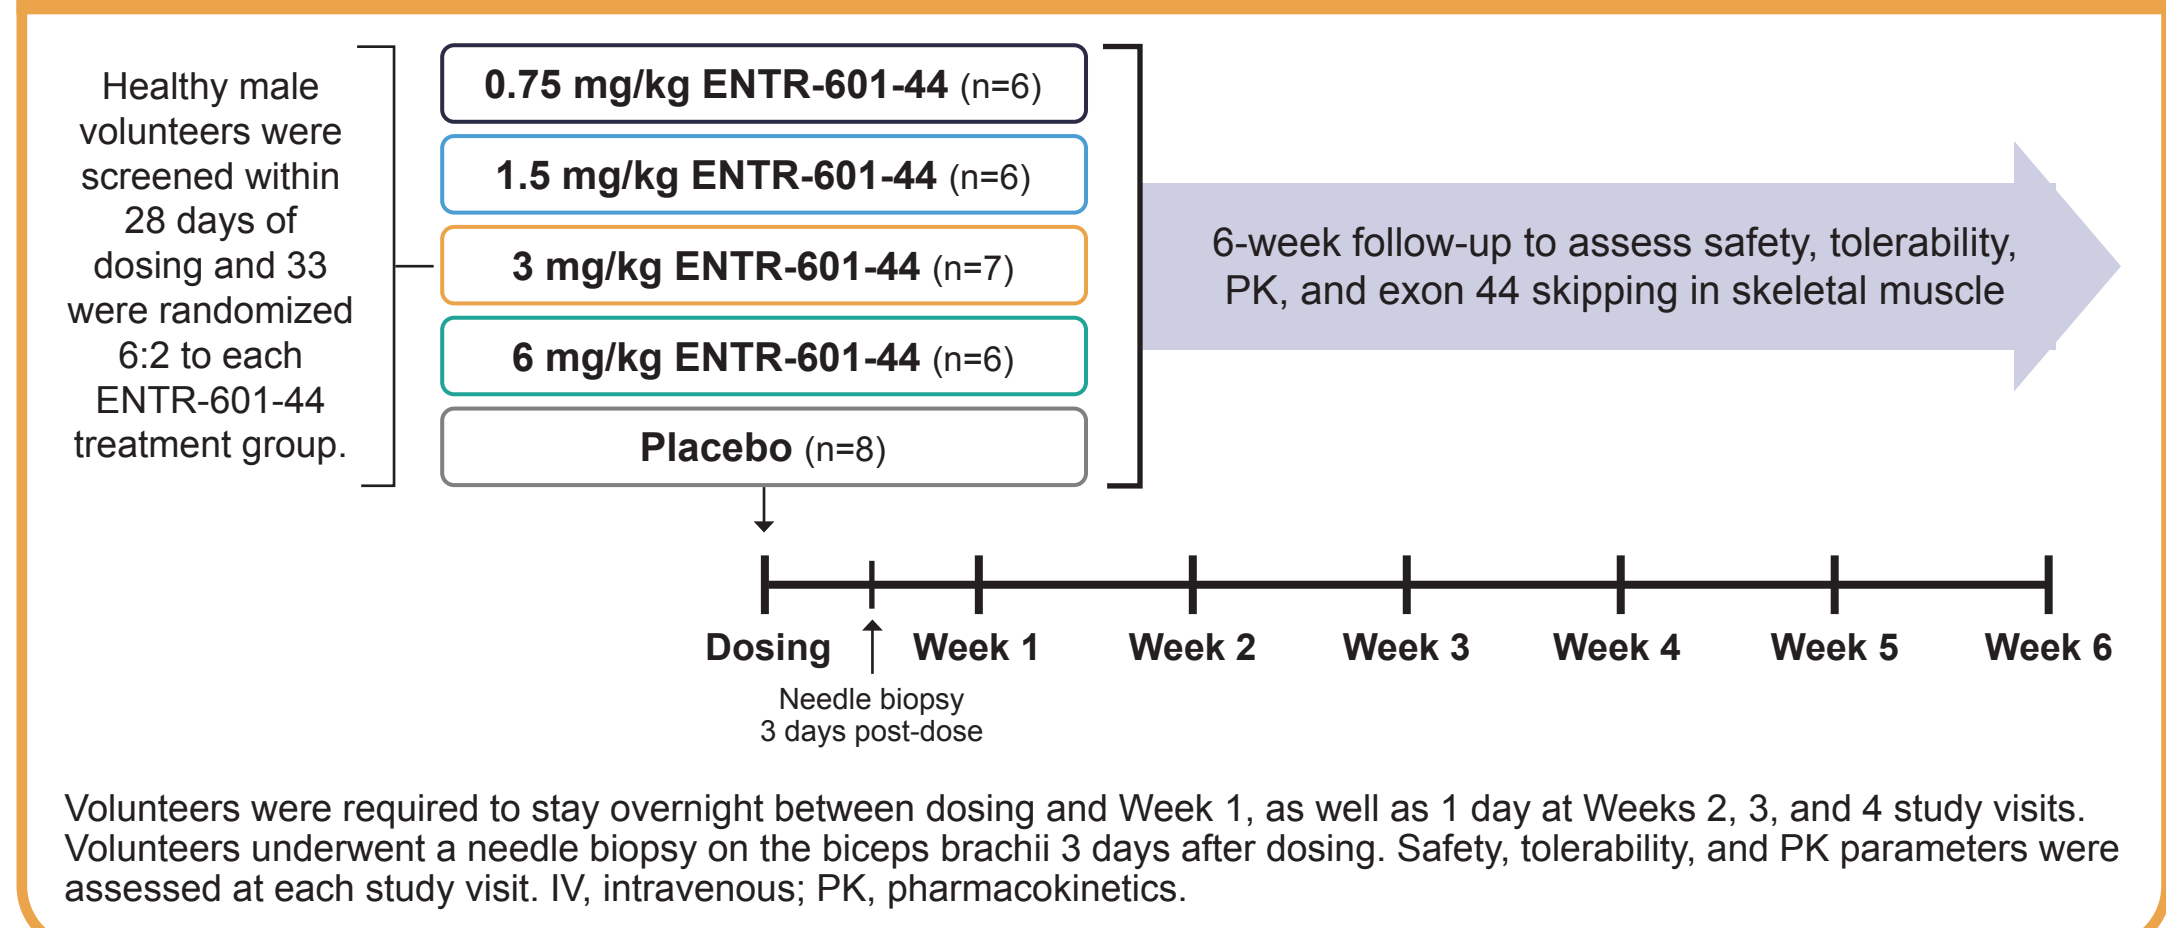 Healthy male
volunteers were
screened within
28 days of
dosing and 33
were randomized
6:2 to each
ENTR-601-44
treatment group.
0.75 mg/kg ENTR-601-44 (n=6)
1.5 mg/kg ENTR-601-44 (n=6)
3 mg/kg ENTR-601-44 (n=7)
6 mg/kg ENTR-601-44 (n=6)
Placebo (n=8)
6-week follow-up to assess safety, tolerability,
PK, and exon 44 skipping in skeletal muscle
Dosing Week 1 Week 2 Week 3 Week 4 Week 5 Week 6
Needle biopsy
3 days post-dose
Volunteers were required to stay overnight between dosing and Week 1, as well as 1 day at Weeks 2, 3, and 4 study visits.
Volunteers underwent a needle biopsy on the biceps brachii 3 days after dosing. Safety, tolerability, and PK parameters were
assessed at each study visit. IV, intravenous; PK, pharmacokinetics.